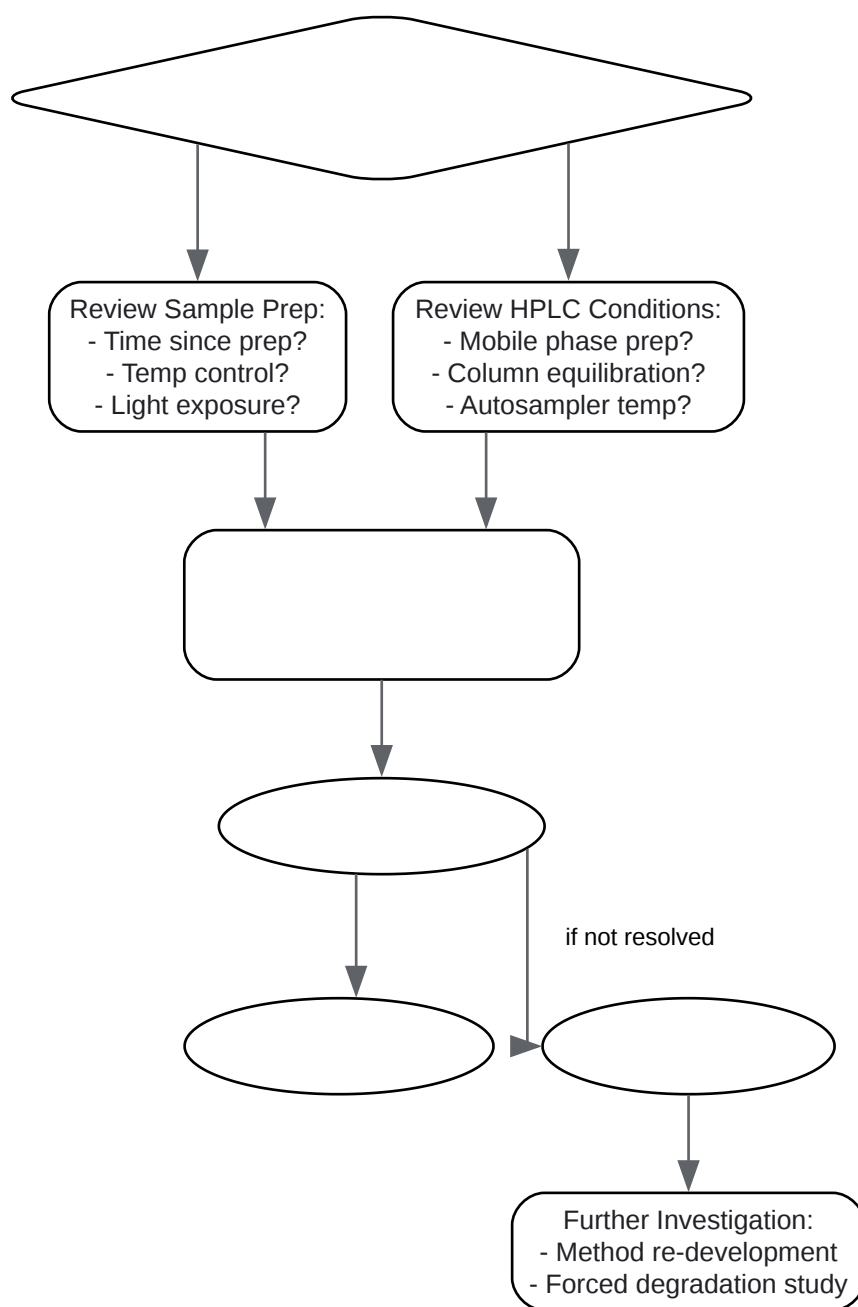 Review Sample Prep:
- Time since prep?
- Temp control?
- Light exposure?
Review HPLC Conditions:
- Mobile phase prep?
- Column equilibration?
- Autosampler temp?
if not resolved
Further Investigation:
- Method re-development
- Forced degradation study